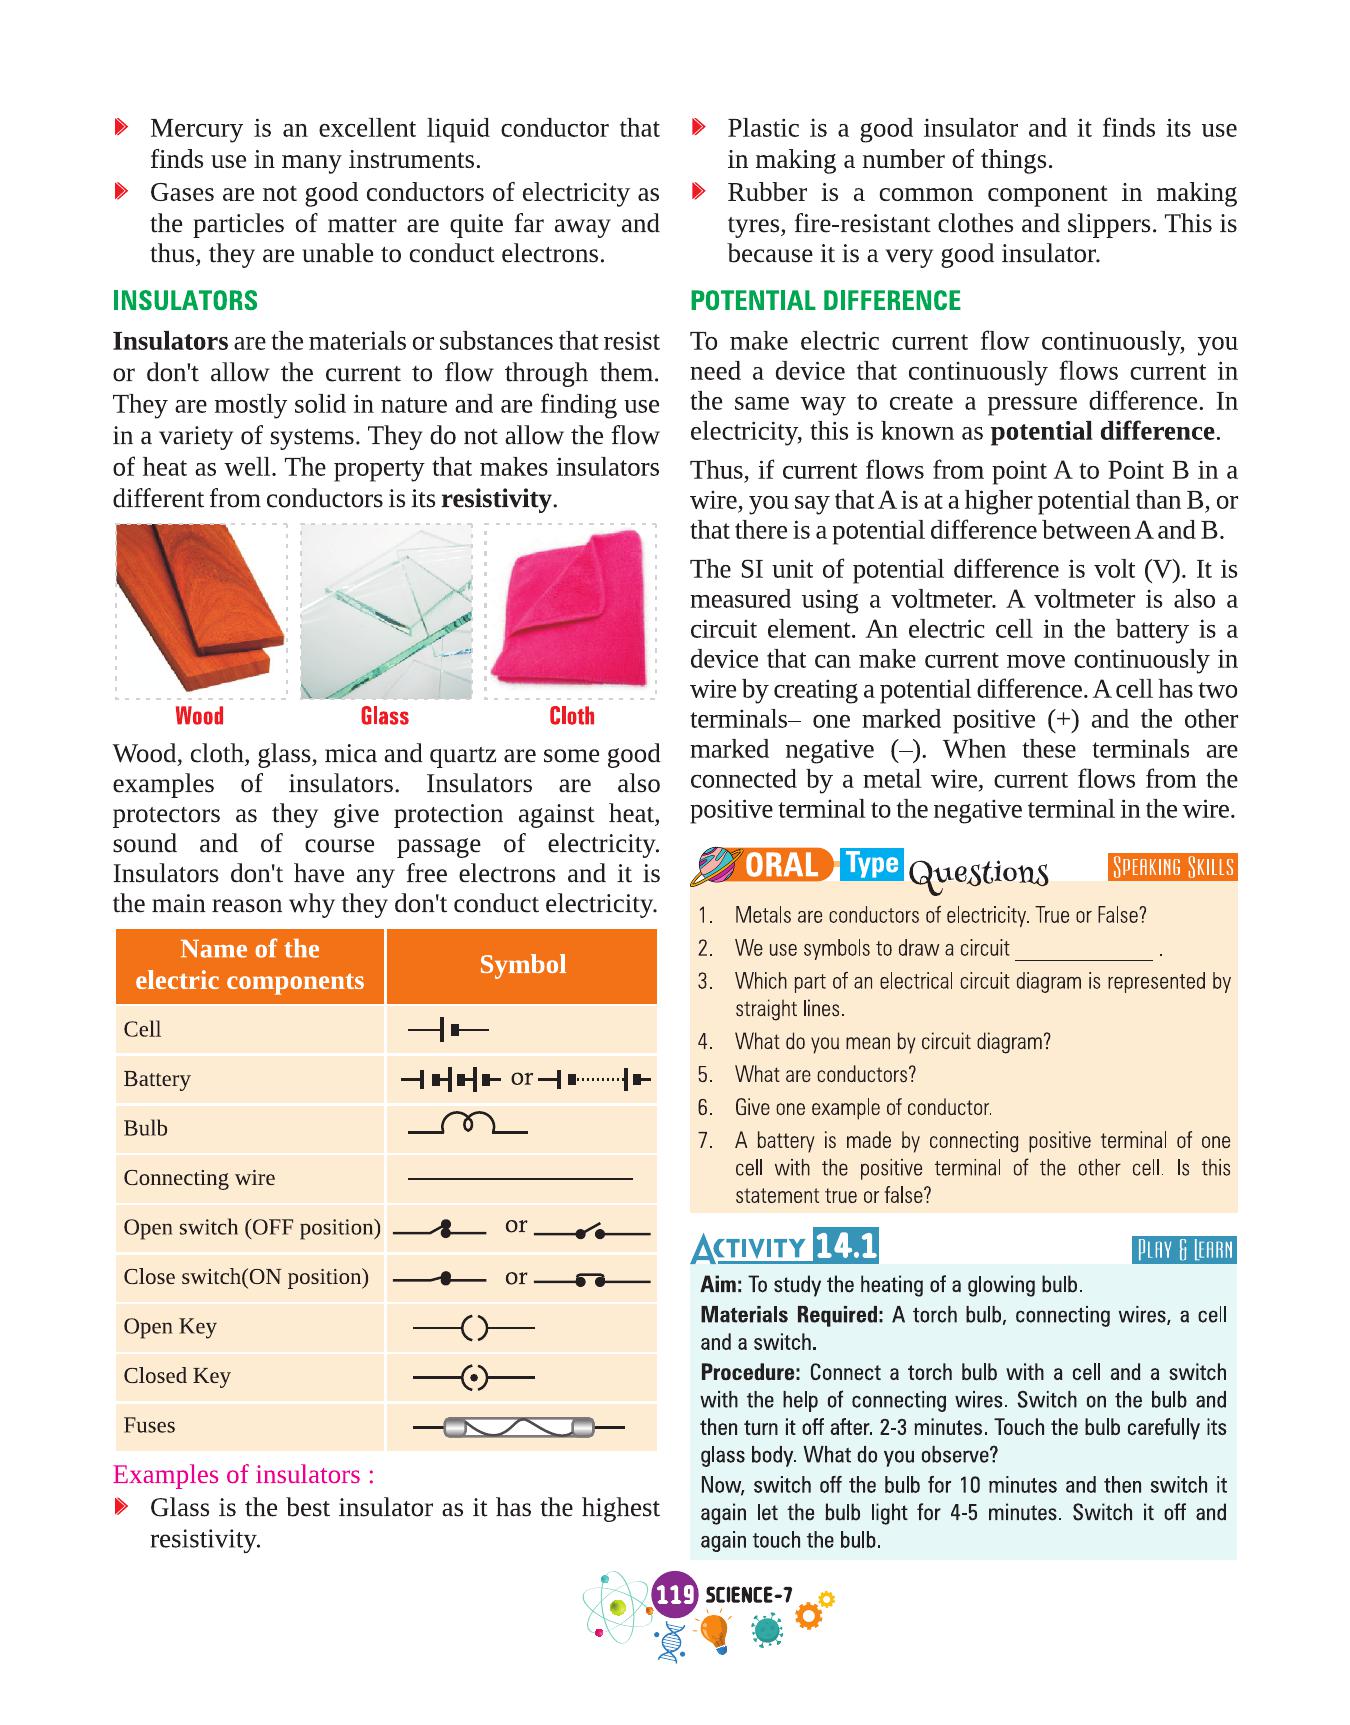 Mercury is an excellent liquid conductor that
finds use in many instruments.
Gases are not good conductors of electricity as
the particles of matter are quite far away and
thus, they are unable to conduct electrons.
INSULATORS
Insulators are the materials or substances that resist
or don't allow the current to flow through them.
They are mostly solid in nature and are finding use
in a variety of systems. They do not allow the flow
of heat as well. The property that makes insulators
different from conductors is its resistivity.
Wood Glass Cloth
Wood, cloth, glass, mica and quartz are some good
examples of insulators. Insulators are also
protectors as they give protection against heat,
sound and of course passage of electricity.
Insulators don't have any free electrons and it is
the main reason why they don't conduct electricity.
Name of the
electric components
Symbol
Cell
Battery or
Bulb
Connecting wire
Open switch (OFF position) or
Close switch(ON position) or
Open Key
Closed Key
Fuses
Examples of insulators :
Glass is the best insulator as it has the highest
resistivity.
Plastic is a good insulator and it finds its use
in making a number of things.
Rubber is a common component in making
tyres, fire-resistant clothes and slippers. This is
because it is a very good insulator.
POTENTIAL DIFFERENCE
To make electric current flow continuously, you
need a device that continuously flows current in
the same way to create a pressure difference. In
electricity, this is known as potential difference.
Thus, if current flows from point A to Point B in a
wire, you say that A is at a higher potential than B, or
that there is a potential difference between A and B.
The SI unit of potential difference is volt (V). It is
measured using a voltmeter. A voltmeter is also a
circuit element. An electric cell in the battery is a
device that can make current move continuously in
wire by creating a potential difference. A cell has two
terminals– one marked positive (+) and the other
marked negative (–). When these terminals are
connected by a metal wire, current flows from the
positive terminal to the negative terminal in the wire.
ORAL Type Questions SPEAKING SKILLS
1. Metals are conductors of electricity. True or False?
2. We use symbols to draw a circuit ____________ .
3. Which part of an electrical circuit diagram is represented by
straight lines.
4. What do you mean by circuit diagram?
5. What are conductors?
6. Give one example of conductor.
7. A battery is made by connecting positive terminal of one
cell with the positive terminal of the other cell. Is this
statement true or false?
ACTIVITY 14.1 PLAY & LEARN
Aim: To study the heating of a glowing bulb.
Materials Required: A torch bulb, connecting wires, a cell
and a switch.
Procedure: Connect a torch bulb with a cell and a switch
with the help of connecting wires. Switch on the bulb and
then turn it off after. 2-3 minutes. Touch the bulb carefully its
glass body. What do you observe?
Now, switch off the bulb for 10 minutes and then switch it
again let the bulb light for 4-5 minutes. Switch it off and
again touch the bulb.
119 SCIENCE-7